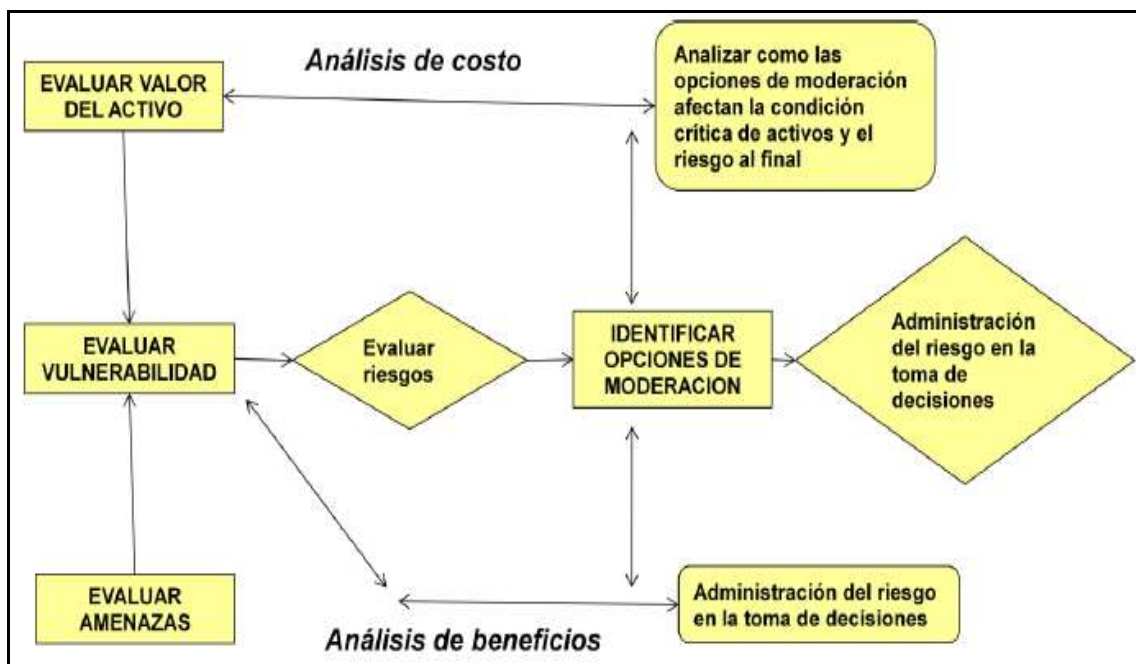 Análisis de costo
EVALUAR VALOR
DEL ACTIVO
Analizar como las
opciones de moderación
afectan la condición
crítica de activos y el
riesgo al final
EVALUAR
VULNERABILIDAD
Evaluar
riesgos
IDENTIFICAR
OPCIONES DE
MODERACION
Administración
del riesgo en la
toma de
decisiones
EVALUAR
AMENAZAS
Análisis de beneficios
Administración del riesgo
en la toma de decisiones